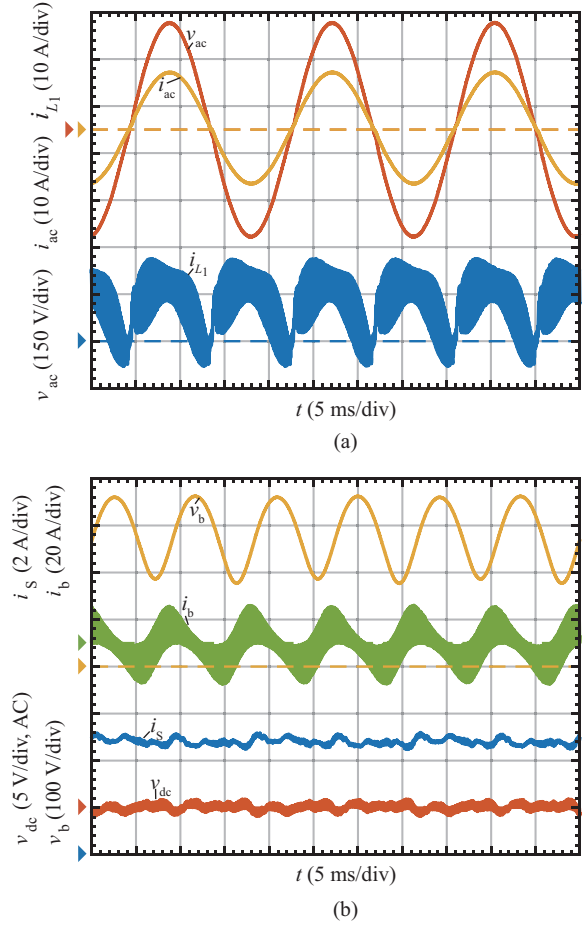 v_ac (150 V/div) i_ac (10 A/div) i_L1 (10 A/div)
v_ac
i_ac
i_L1
t (5 ms/div)
(a)
i_S (2 A/div)
i_b (20 A/div)
v_dc (5 V/div, AC)
v_b (100 V/div)
v_b
i_b
i_S
v_dc
t (5 ms/div)
(b)